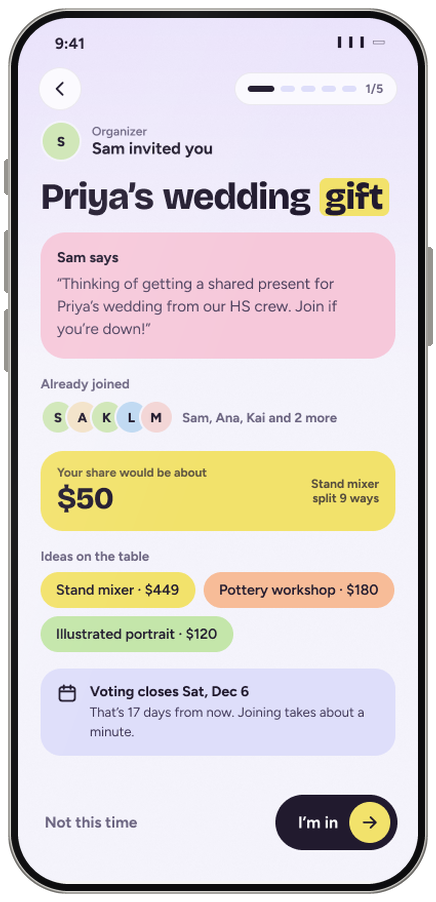 9:41
1/5
S
Organizer
Sam invited you
Priya's wedding gift
Sam says
“Thinking of getting a shared present for
Priya's wedding from our HS crew. Join if
you're down!”
Already joined
S A K L M Sam, Ana, Kai and 2 more
Your share would be about
$50
Stand mixer
split 9 ways
Ideas on the table
Stand mixer · $449 Pottery workshop · $180
Illustrated portrait · $120
Voting closes Sat, Dec 6
That's 17 days from now. Joining takes about a
minute.
Not this time I'm in